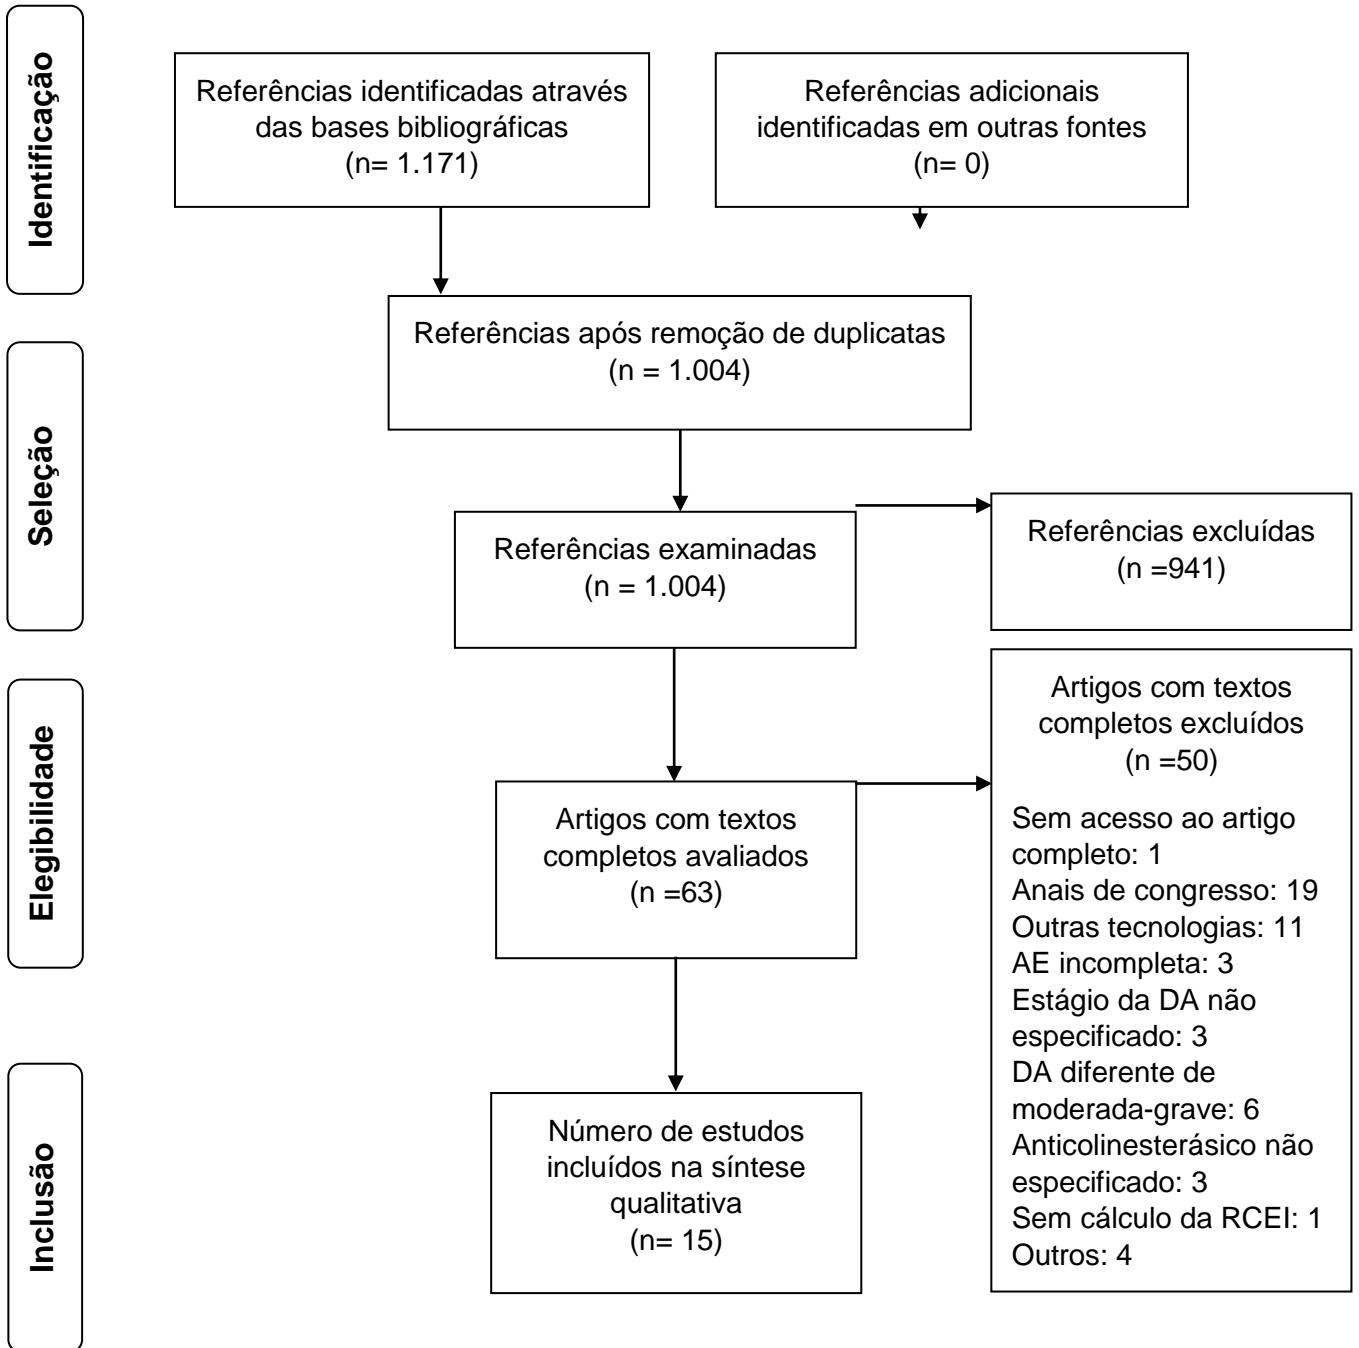 Identificação
Referências identificadas através
das bases bibliográficas
(n= 1.171)
Referências adicionais
identificadas em outras fontes
(n= 0)
Referências após remoção de duplicatas
(n = 1.004)
Seleção
Referências examinadas
(n = 1.004)
Referências excluídas
(n =941)
Elegibilidade
Artigos com textos
completos avaliados
(n =63)
Artigos com textos
completos excluídos
(n =50)
Sem acesso ao artigo
completo: 1
Anais de congresso: 19
Outras tecnologias: 11
AE incompleta: 3
Estágio da DA não
especificado: 3
DA diferente de
moderada-grave: 6
Anticolinesterásico não
especificado: 3
Sem cálculo da RCEI: 1
Outros: 4
Inclusão
Número de estudos
incluídos na síntese
qualitativa
(n= 15)